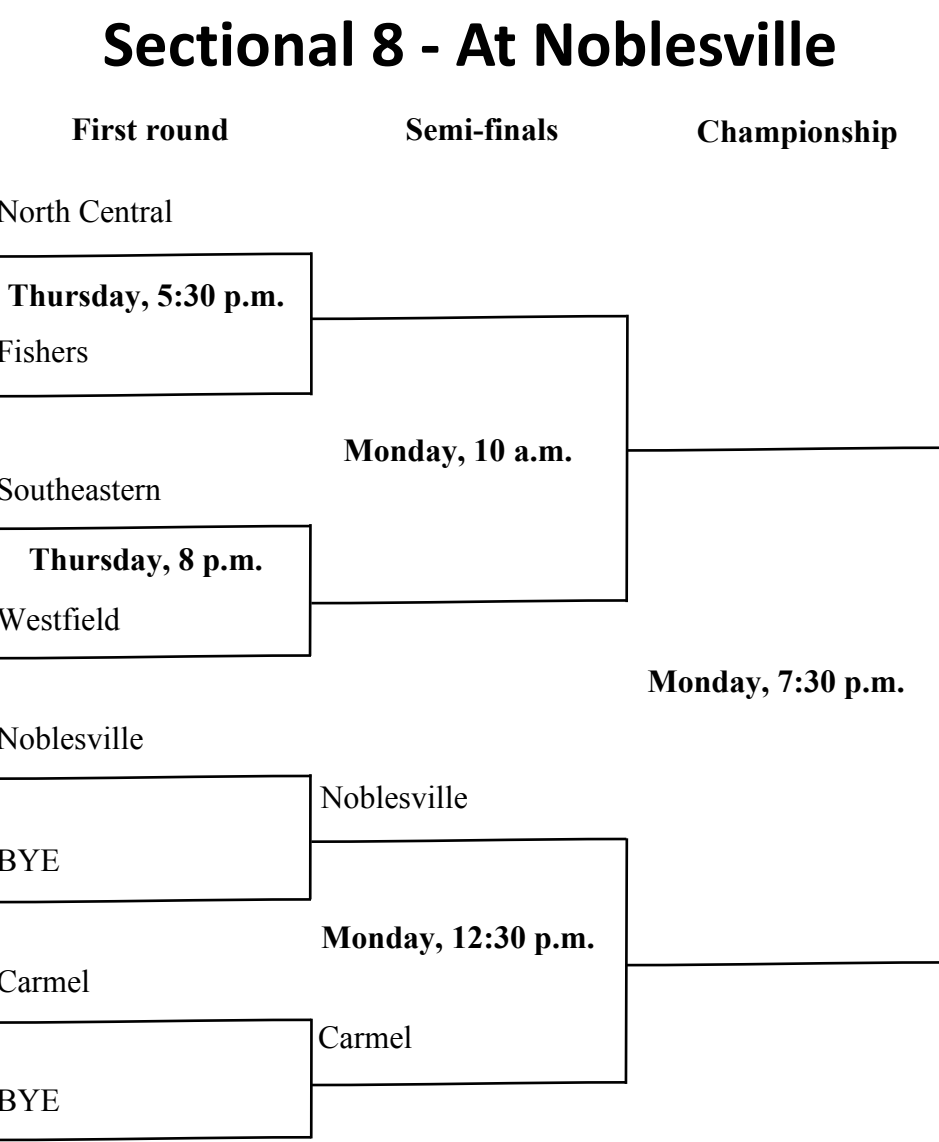 Sectional 8 - At Noblesville
First round
Semi-finals
Championship
North Central
Thursday, 5:30 p.m.
Fishers
Monday, 10 a.m.
Southeastern
Thursday, 8 p.m.
Westfield
Monday, 7:30 p.m.
Noblesville
Noblesville
BYE
Monday, 12:30 p.m.
Carmel
Carmel
BYE